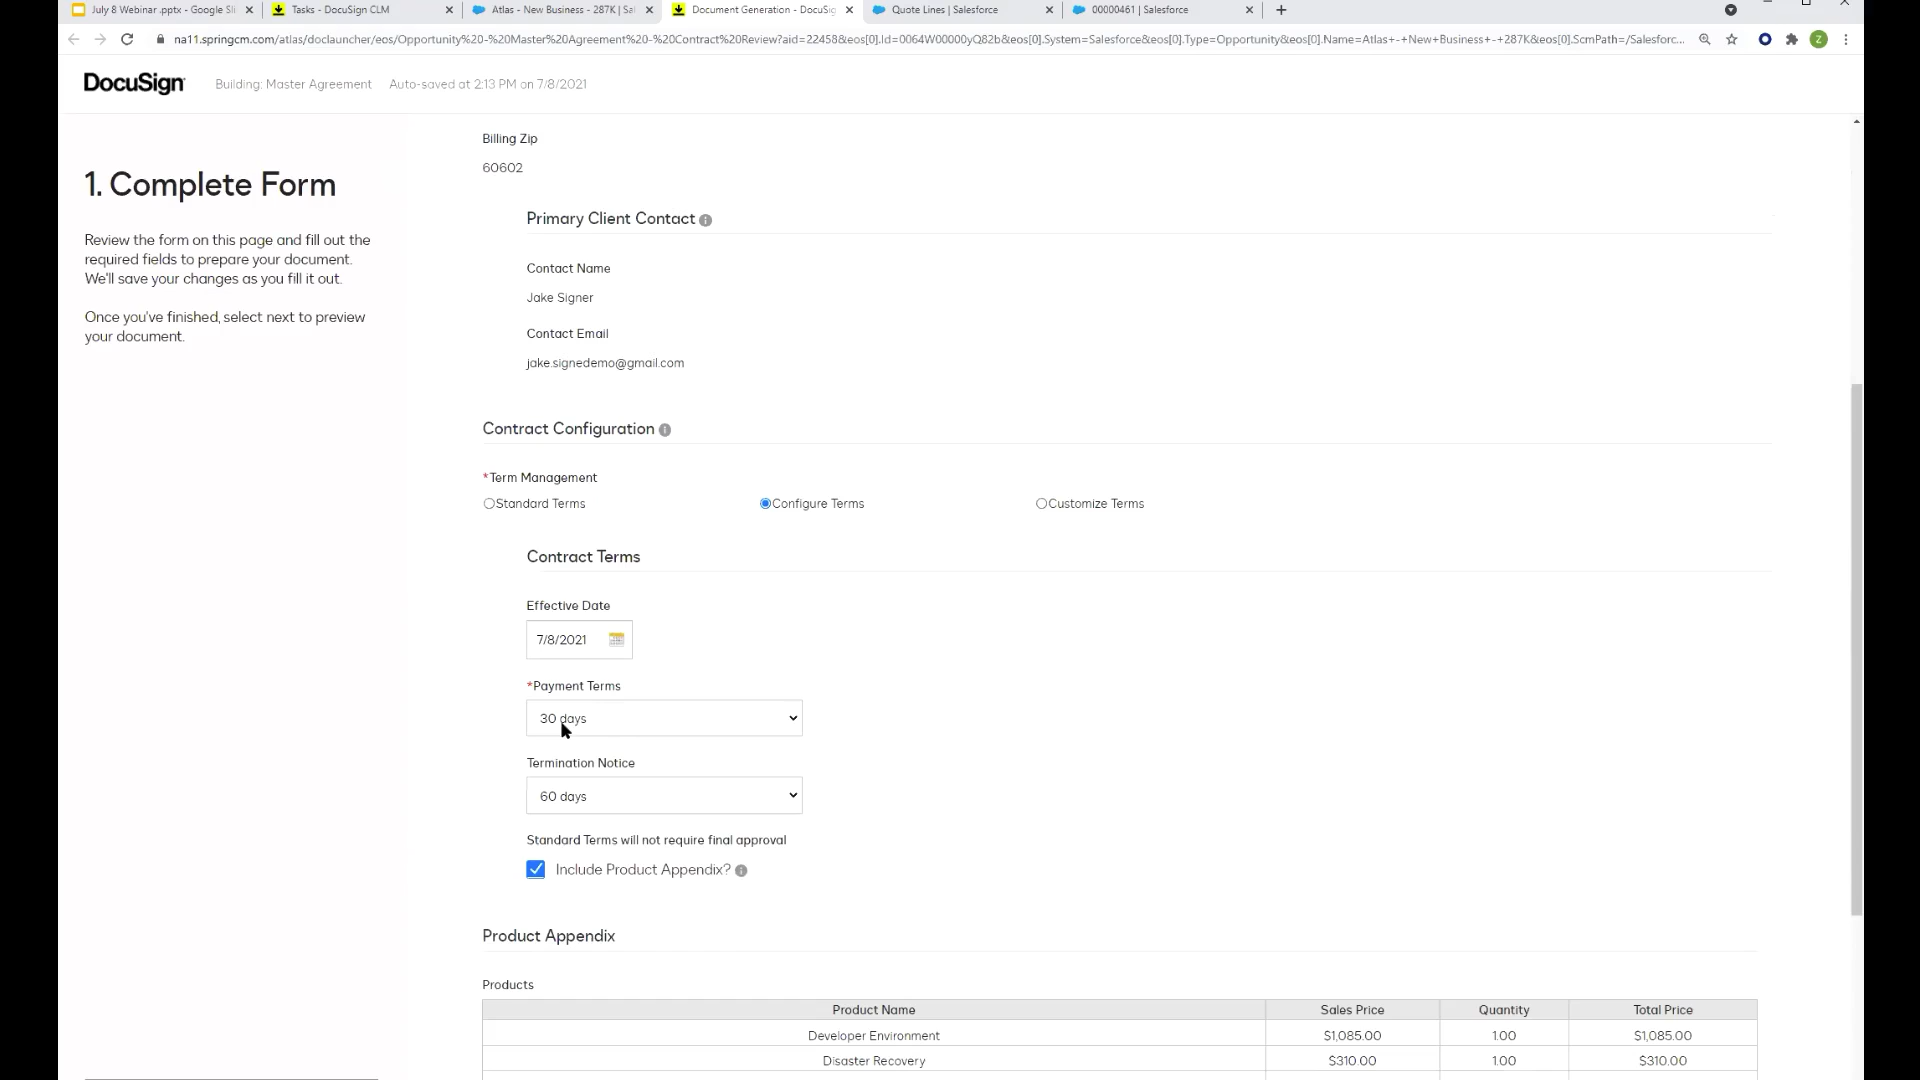 July 8 Webinar .pptx - Google Sli
Tasks - DocuSign CLM
Atlas - New Business - 287K | Sa
Document Generation - DocuSig
Quote Lines | Salesforce
00000461 | Salesforce
na11.springcm.com/atlas/doclauncher/eos/Opportunity%20-%20Master%20Agreement%20-%20Contract%20Review?aid=22458&eos[0].Id=0064W00000yQ82b&eos[0].System=Salesforce&eos[0].Type=Opportunity&eos[0].Name=Atlas+-+New+Business+-+287K&eos[0].ScmPath=/Salesforc...
Z
DocuSign
Building: Master Agreement
Auto-saved at 2:13 PM on 7/8/2021
1. Complete Form
Review the form on this page and fill out the
required fields to prepare your document.
We'll save your changes as you fill it out.
Once you've finished, select next to preview
your document.
Billing Zip
60602
Primary Client Contact
Contact Name
Jake Signer
Contact Email
jake.signedemo@gmail.com
Contract Configuration
*Term Management
Standard Terms
Configure Terms
Customize Terms
Contract Terms
Effective Date
7/8/2021
*Payment Terms
30 days
Termination Notice
60 days
Standard Terms will not require final approval
Include Product Appendix?
Product Appendix
Products
Product Name Sales Price Quantity Total Price
Developer Environment $1,085.00 1.00 $1,085.00
Disaster Recovery $310.00 1.00 $310.00